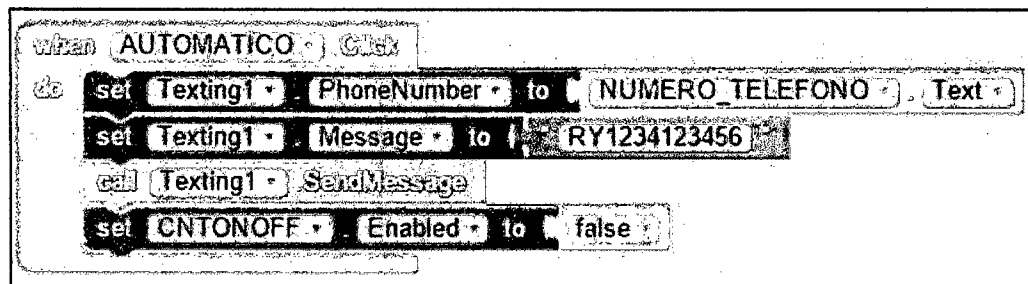 when AUTOMATICO . Click
do set Texting1 . PhoneNumber to NUMERO_TELEFONO . Text
set Texting1 . Message to " RY1234123456 "
call Texting1 . SendMessage
set CNTONOFF . Enabled to false